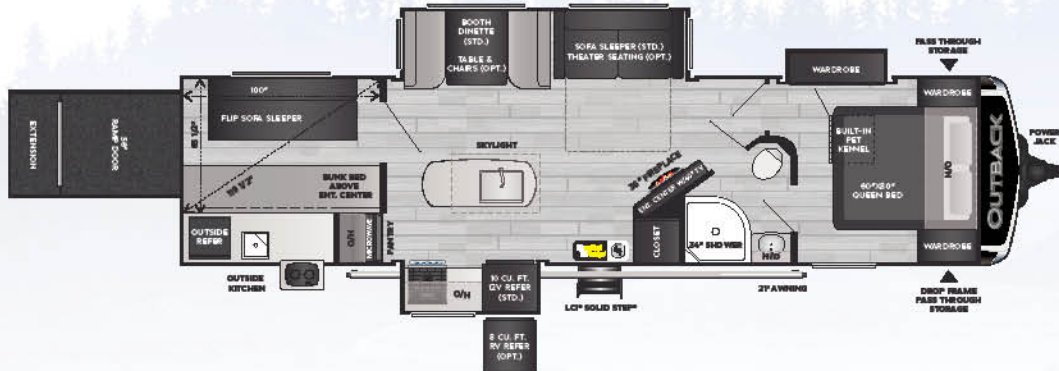 BOOTH
DINETTE
(STD.)
TABLE &
CHAIRS (OPT.)
SOFA SLEEPER (STD.)
THEATER SEATING (OPT.)
WARDROBE
PASS THROUGH
STORAGE
WARDROBE
EXTENSION
RAMP DOOR
100"
FLIP SOFA SLEEPER
BUNK BED
ABOVE
ENT. CENTER
SKYLIGHT
FIREPLACE
BUILT-IN
PET
KENNEL
60"X80"
QUEEN BED
O/H
OUTBACK
POWER
JACK
OUTSIDE
REFER
OUTSIDE
KITCHEN
O/H
MICROWAVE
PANTRY
O/H
10 CU. FT.
12V REFER
(STD.)
8 CU. FT.
RV REFER
(OPT.)
CLOSET
LCI® SOLID STEP®
21' AWNING
WARDROBE
DROP FRAME
PASS THROUGH
STORAGE